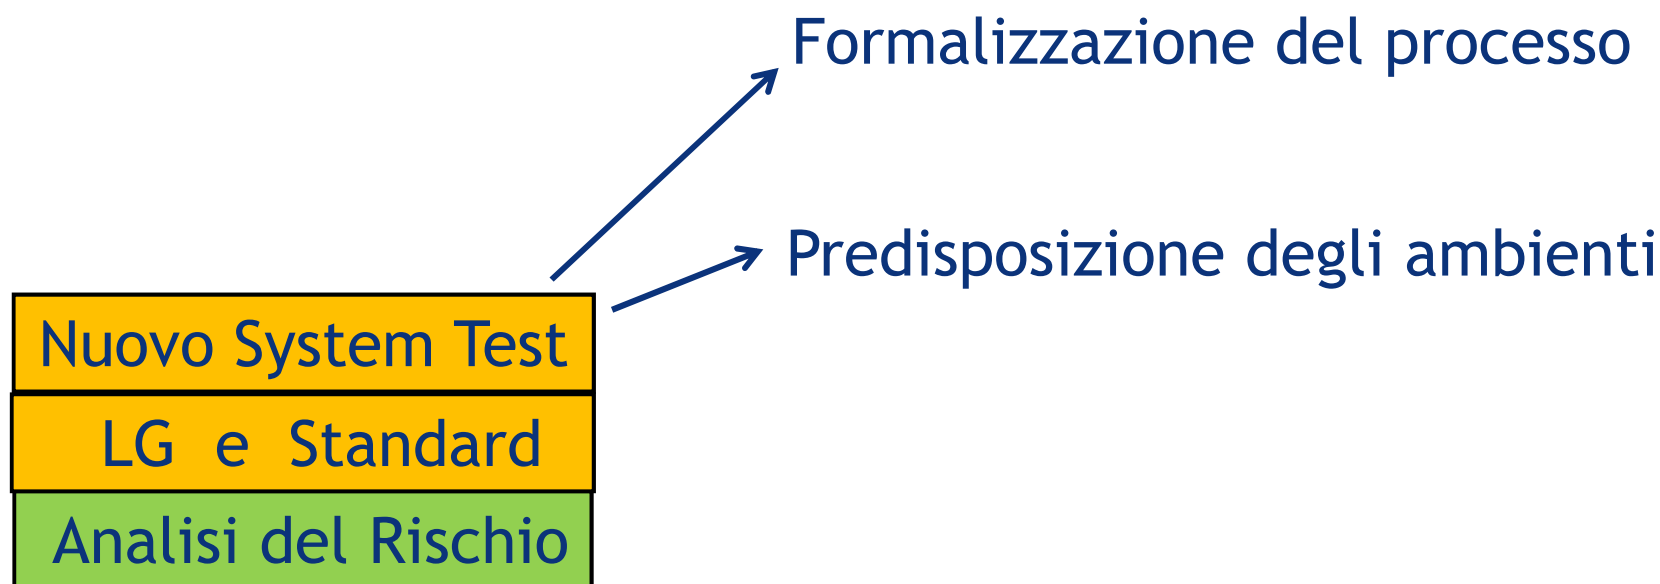 Formalizzazione del processo
Predisposizione degli ambienti
Nuovo System Test
LG e Standard
Analisi del Rischio